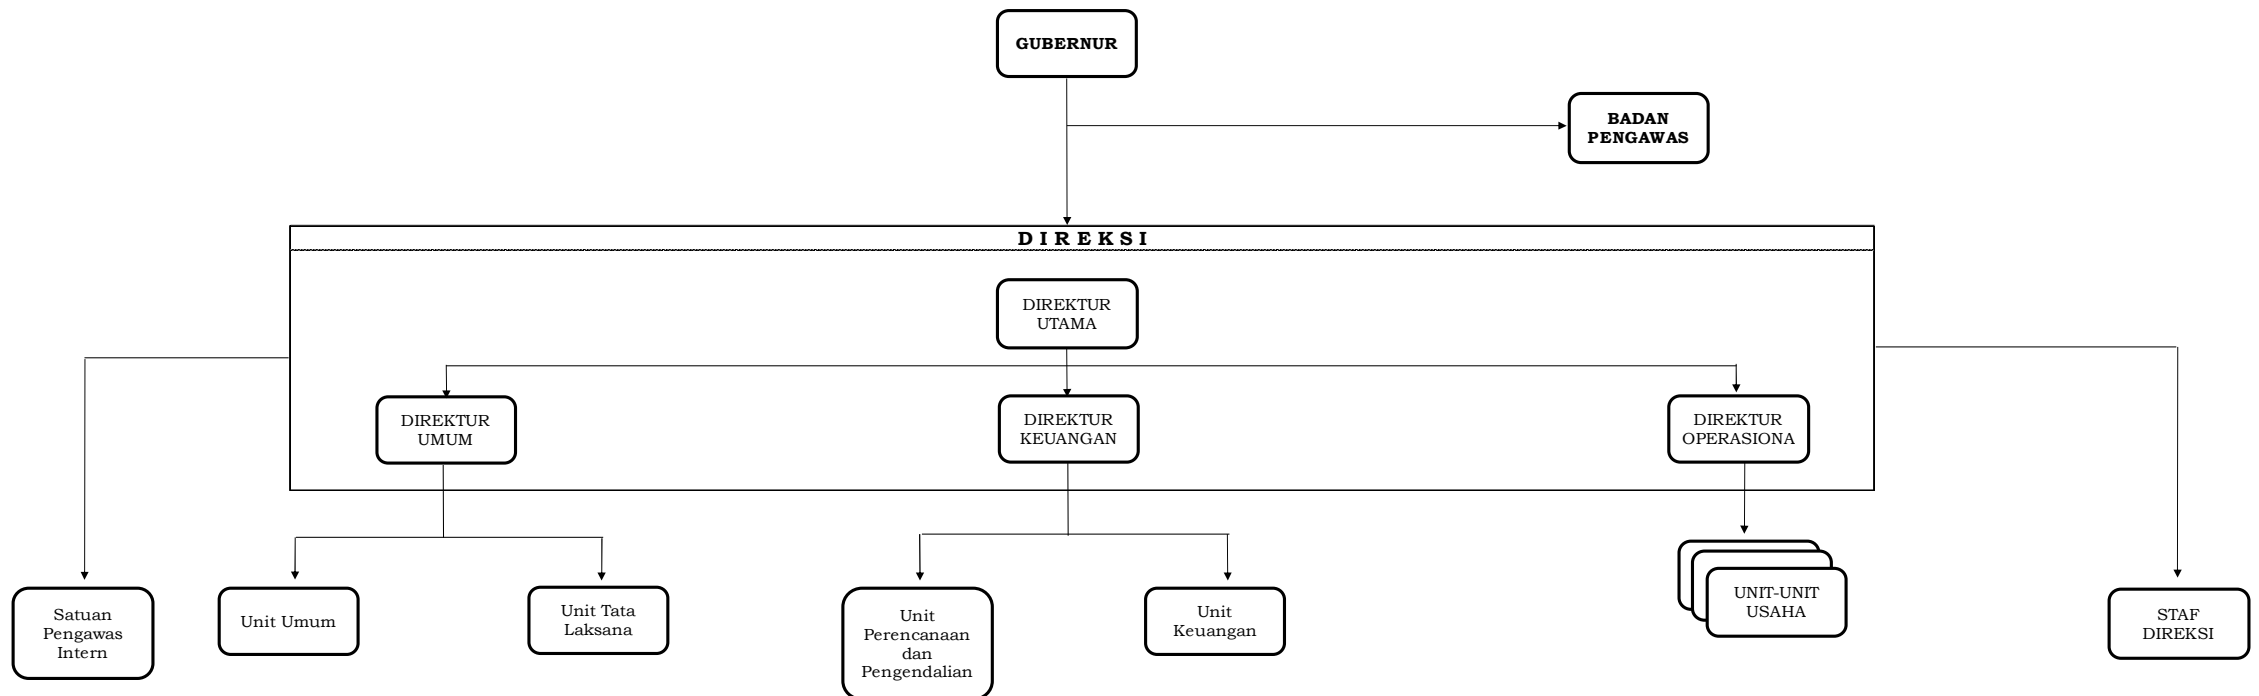 GUBERNUR
BADAN
PENGAWAS
D I R E K S I
DIREKTUR
UTAMA
DIREKTUR
UMUM
DIREKTUR
KEUANGAN
DIREKTUR
OPERASIONA
Satuan
Pengawas
Intern
Unit Umum
Unit Tata
Laksana
Unit
Perencanaan
dan
Pengendalian
Unit
Keuangan
UNIT-UNIT
USAHA
STAF
DIREKSI